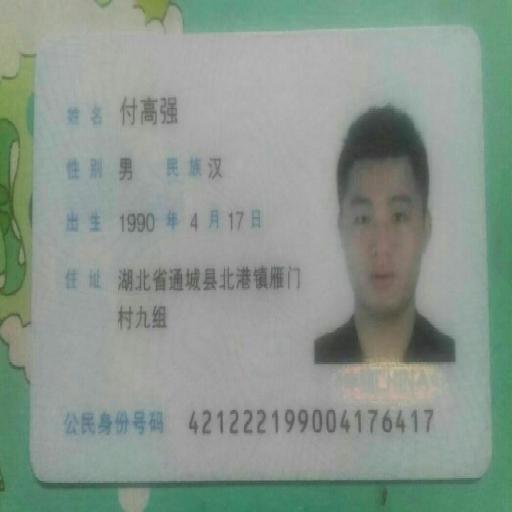 姓名 付高强
性别 男 民族 汉
出生 1990 年 4 月 17 日
住址 湖北省通城县北港镇雁门
村九组
公民身份号码 421222199004176417